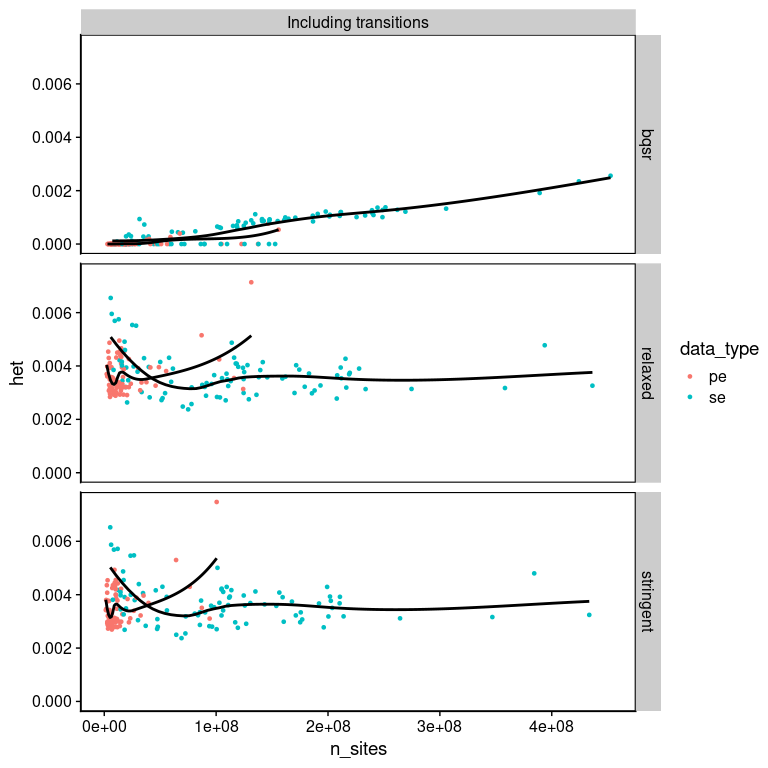 Including transitions
0.006
0.004
0.002
0.000
bqsr
0.006
0.004
0.002
0.000
relaxed
0.006
0.004
0.002
0.000
stringent
het
0e+00 1e+08 2e+08 3e+08 4e+08
n_sites
data_type
pe
se